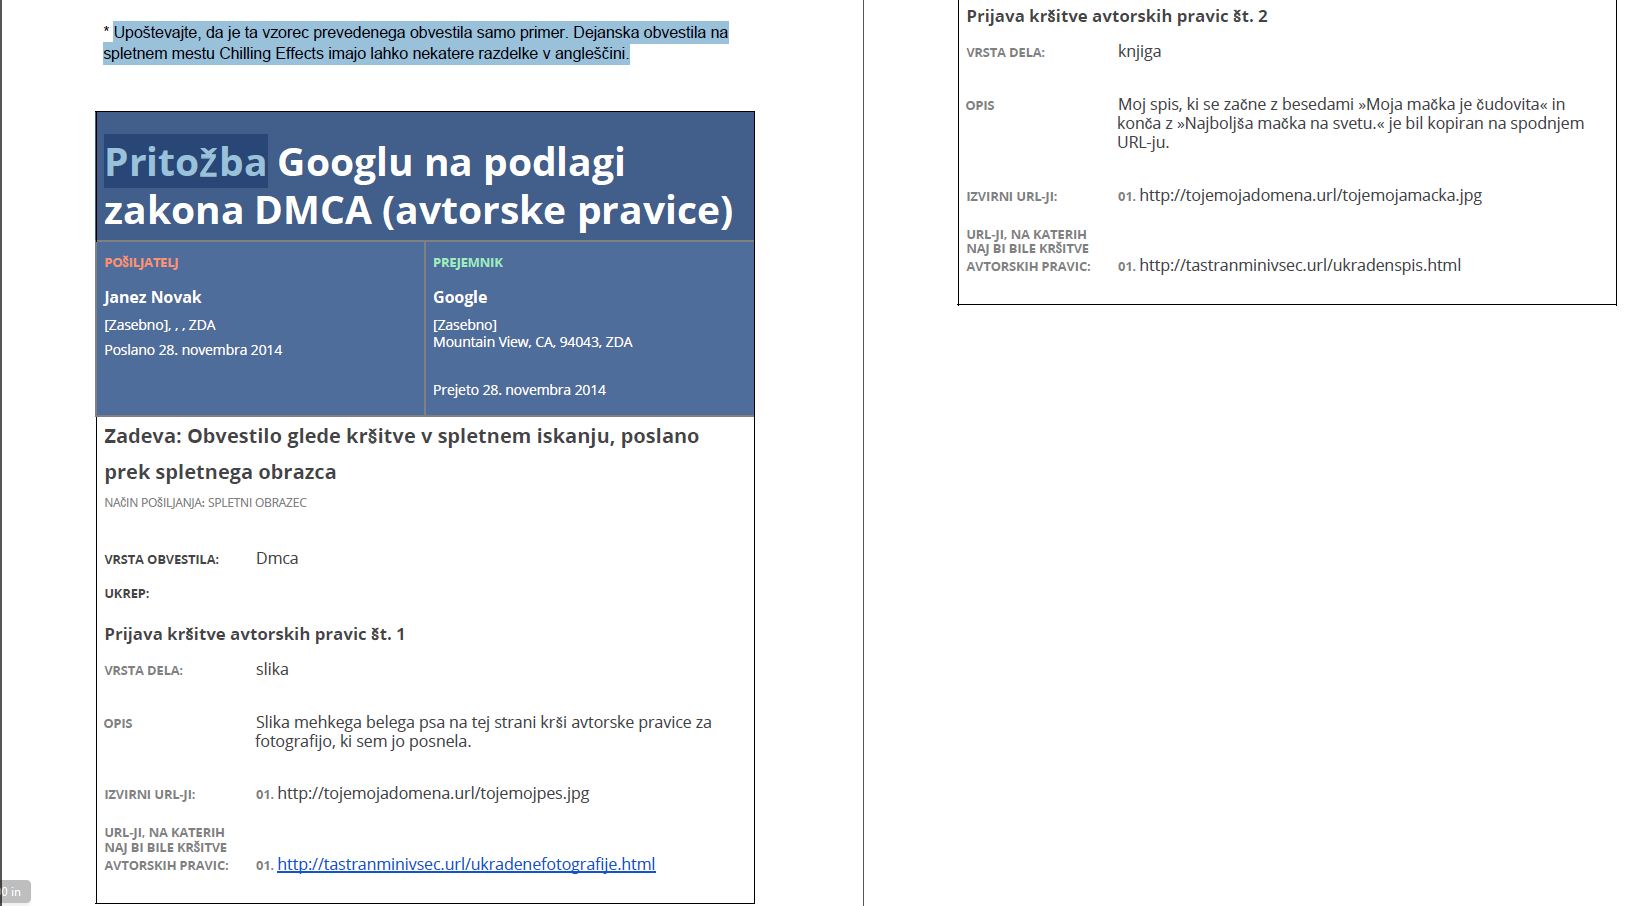 * Upoštevajte, da je ta vzorec prevedenega obvestila samo primer. Dejanska obvestila na
spletnem mestu Chilling Effects imajo lahko nekatere razdelke v angleščini.
Pritožba Googlu na podlagi
zakona DMCA (avtorske pravice)
POŠILJATELJ
Janez Novak
[Zasebno], , , ZDA
Poslano 28. novembra 2014
PREJEMNIK
Google
[Zasebno]
Mountain View, CA, 94043, ZDA
Prejeto 28. novembra 2014
Zadeva: Obvestilo glede kršitve v spletnem iskanju, poslano
prek spletnega obrazca
NAČIN POŠILJANJA: SPLETNI OBRAZEC
VRSTA OBVESTILA: Dmca
UKREP:
Prijava kršitve avtorskih pravic št. 1
VRSTA DELA: slika
OPIS Slika mehkega belega psa na tej strani krši avtorske pravice za
fotografijo, ki sem jo posnela.
IZVIRNI URL-JI: 01. http://tojemojadomena.url/tojemojpes.jpg
URL-JI, NA KATERIH
NAJ BI BILE KRŠITVE
AVTORSKIH PRAVIC: 01. http://tastranminivsec.url/ukradenefotografije.html
0 in
Prijava kršitve avtorskih pravic št. 2
VRSTA DELA: knjiga
OPIS Moj spis, ki se začne z besedami »Moja mačka je čudovita« in
konča z »Najboljša mačka na svetu.« je bil kopiran na spodnjem
URL-ju.
IZVIRNI URL-JI: 01. http://tojemojadomena.url/tojemojamacka.jpg
URL-JI, NA KATERIH
NAJ BI BILE KRŠITVE
AVTORSKIH PRAVIC: 01. http://tastranminivsec.url/ukradenspis.html